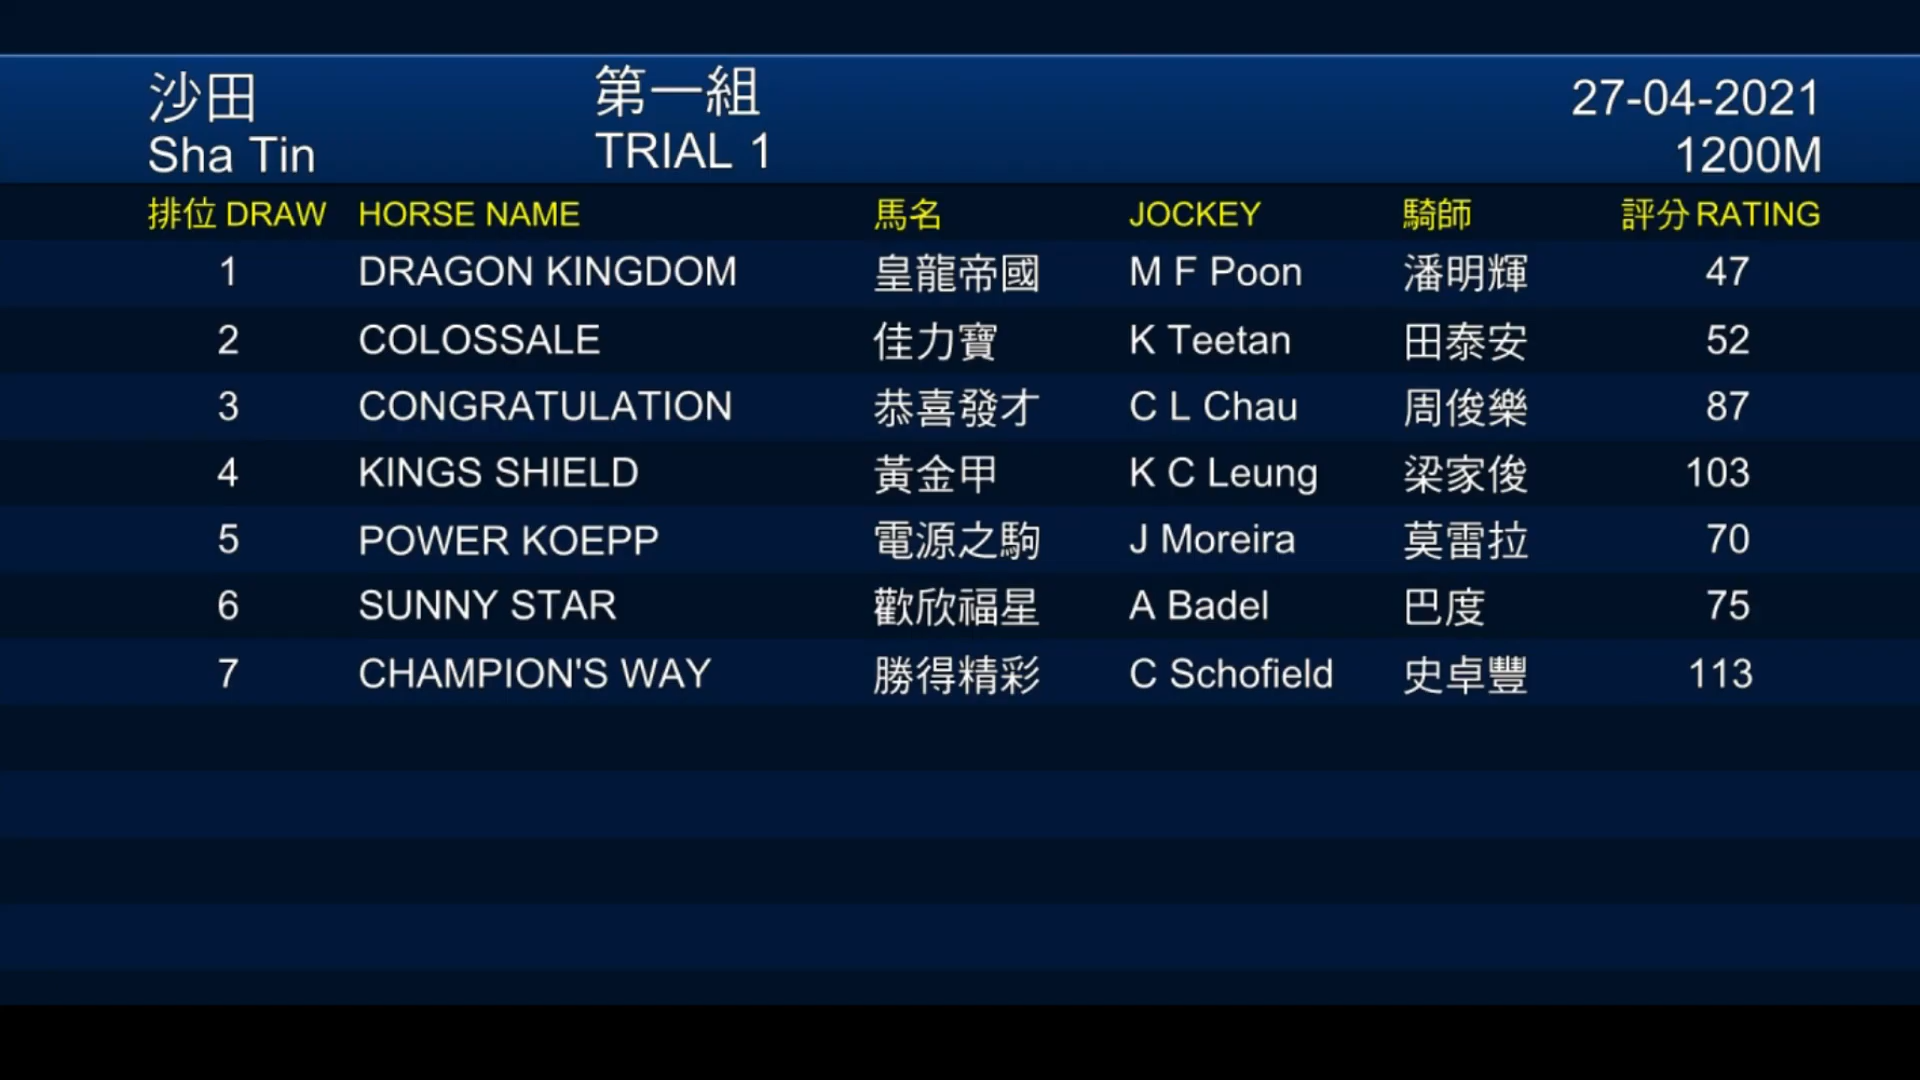 沙田 第一組 27-04-2021
Sha Tin TRIAL 1 1200M
排位 DRAW HORSE NAME 馬名 JOCKEY 騎師 評分 RATING
1 DRAGON KINGDOM 皇龍帝國 M F Poon 潘明輝 47
2 COLOSSALE 佳力寶 K Teetan 田泰安 52
3 CONGRATULATION 恭喜發才 C L Chau 周俊樂 87
4 KINGS SHIELD 黃金甲 K C Leung 梁家俊 103
5 POWER KOEPP 電源之駒 J Moreira 莫雷拉 70
6 SUNNY STAR 歡欣福星 A Badel 巴度 75
7 CHAMPION'S WAY 勝得精彩 C Schofield 史卓豐 113